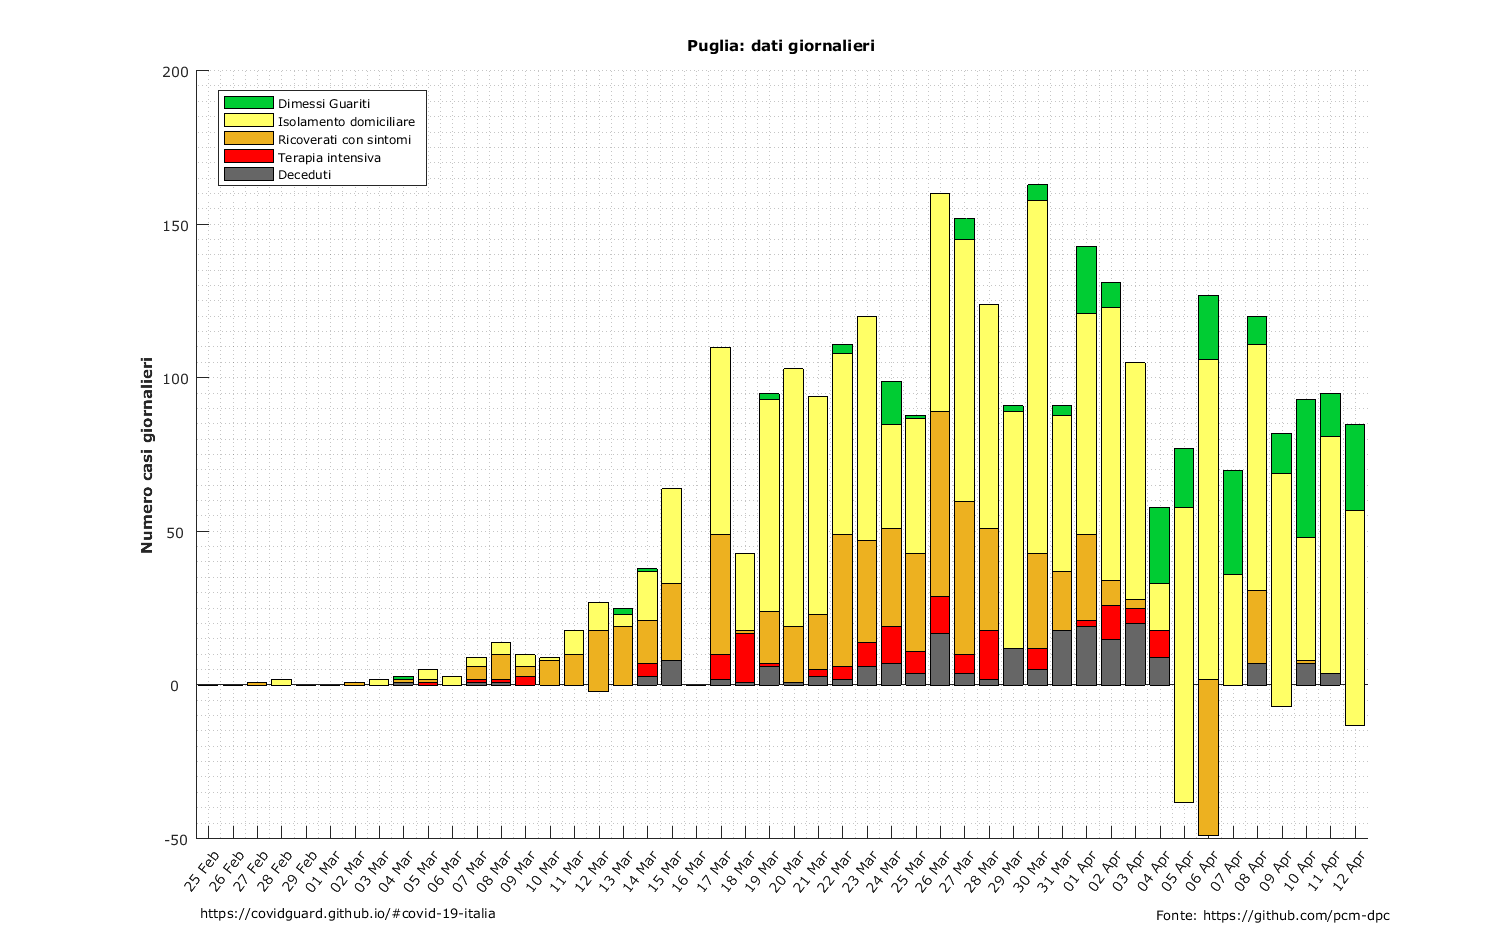 Puglia: dati giornalieri
200
150
100
50
0
-50
Numero casi giornalieri
Dimessi Guariti
Isolamento domiciliare
Ricoverati con sintomi
Terapia intensiva
Deceduti
25 Feb
26 Feb
27 Feb
28 Feb
29 Feb
01 Mar
02 Mar
03 Mar
04 Mar
05 Mar
06 Mar
07 Mar
08 Mar
09 Mar
10 Mar
11 Mar
12 Mar
13 Mar
14 Mar
15 Mar
16 Mar
17 Mar
18 Mar
19 Mar
20 Mar
21 Mar
22 Mar
23 Mar
24 Mar
25 Mar
26 Mar
27 Mar
28 Mar
29 Mar
30 Mar
31 Mar
01 Apr
02 Apr
03 Apr
04 Apr
05 Apr
06 Apr
07 Apr
08 Apr
09 Apr
10 Apr
11 Apr
12 Apr
https://covidguard.github.io/#covid-19-italia
Fonte: https://github.com/pcm-dpc